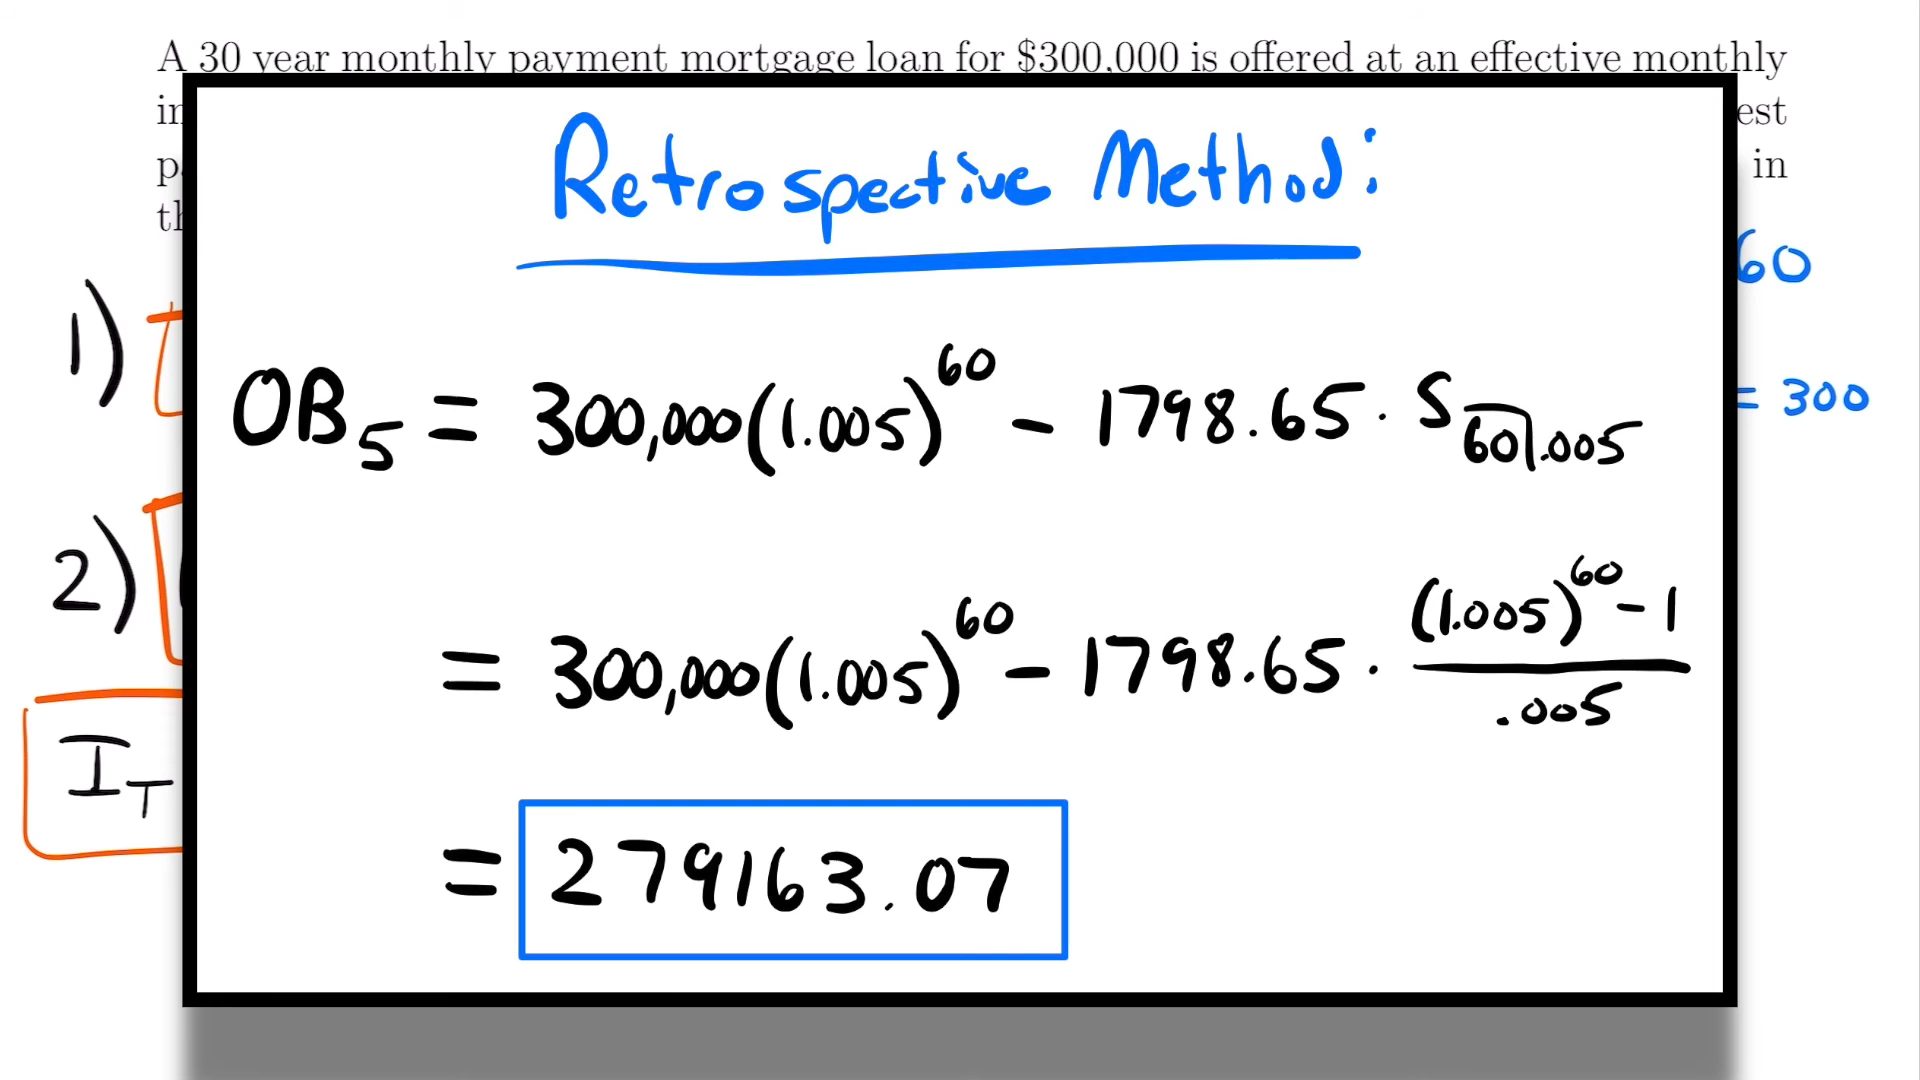 A 30 year monthly payment mortgage loan for $300,000 is offered at an effective monthly
in est
p in
th
Retrospective Method:
60
1)
OB_5 = 300,000(1.005)^60 - 1798.65 · S_60|.005
= 300
2)
= 300,000(1.005)^60 - 1798.65 · ((1.005)^60 - 1)/.005
I_T
= 279163.07